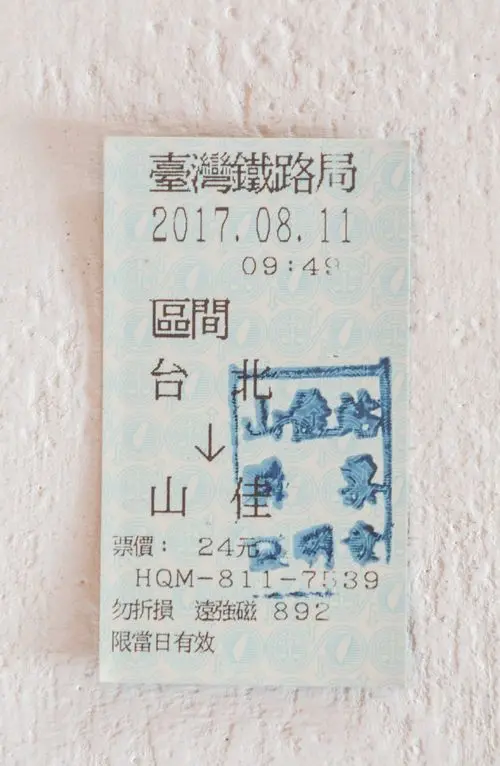 臺灣鐵路局
2017.08.11
09:49
區間
台北
↓
山佳
票價： 24元
HQM-811-7539
勿折損 遠強磁 892
限當日有效